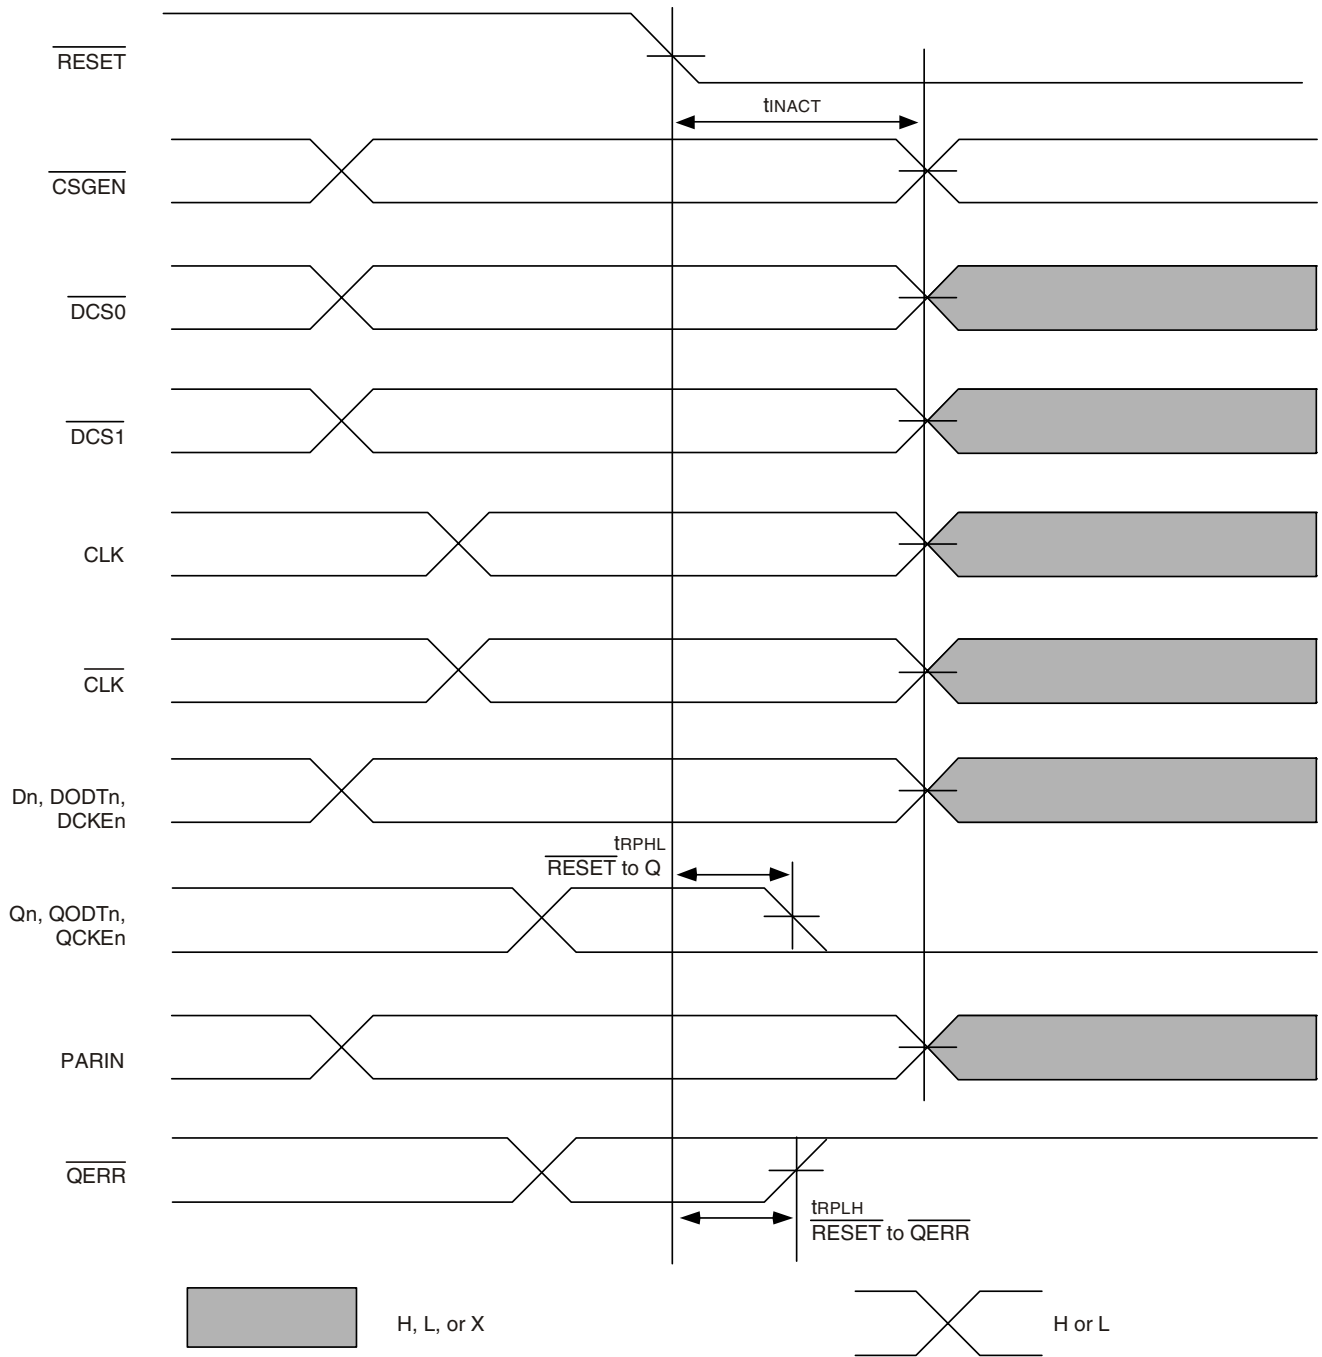 RESET
tINACT
CSGEN
DCS0
DCS1
CLK
CLK
Dn, DODTn,
DCKEn
tRPHL
RESET to Q
Qn, QODTn,
QCKEn
PARIN
QERR
tRPLH
RESET to QERR
H, L, or X
H or L